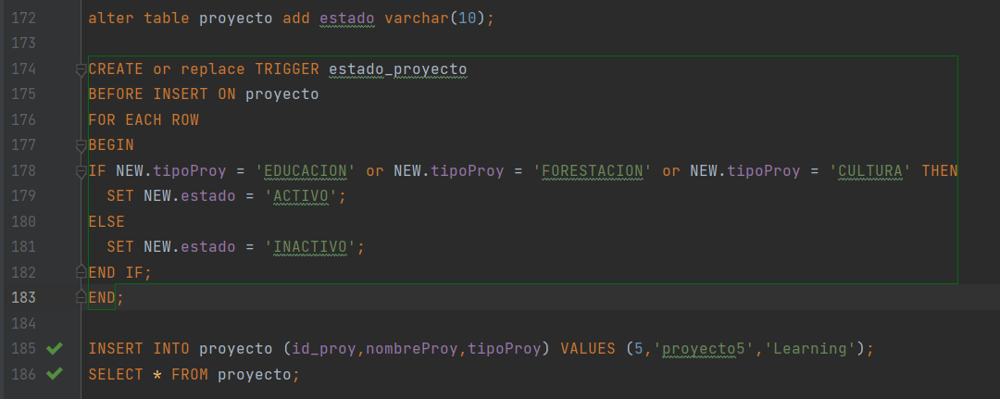 172 alter table proyecto add estado varchar(10);
173
174 CREATE or replace TRIGGER estado_proyecto
175 BEFORE INSERT ON proyecto
176 FOR EACH ROW
177 BEGIN
178 IF NEW.tipoProy = 'EDUCACION' or NEW.tipoProy = 'FORESTACION' or NEW.tipoProy = 'CULTURA' THEN
179   SET NEW.estado = 'ACTIVO';
180 ELSE
181   SET NEW.estado = 'INACTIVO';
182 END IF;
183 END;
184
185 INSERT INTO proyecto (id_proy,nombreProy,tipoProy) VALUES (5,'proyecto5','Learning');
186 SELECT * FROM proyecto;